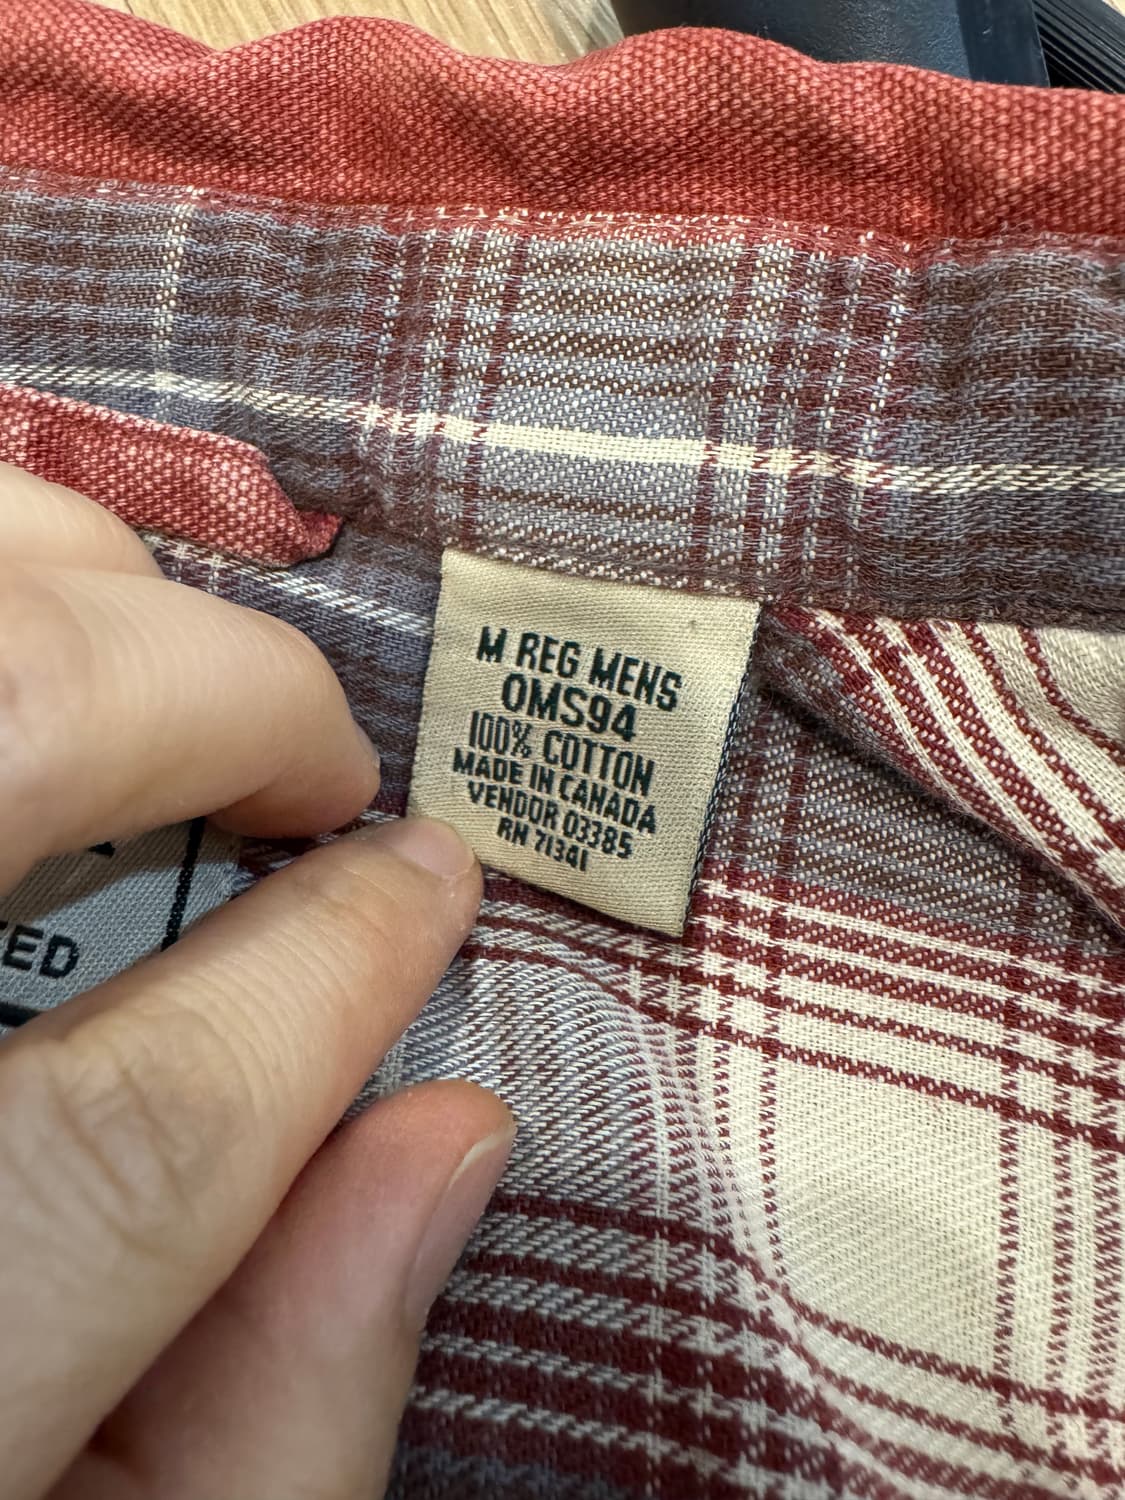 M REG MENS
OMS94
100% COTTON
MADE IN CANADA
VENDOR 03385
RN 71341
ED